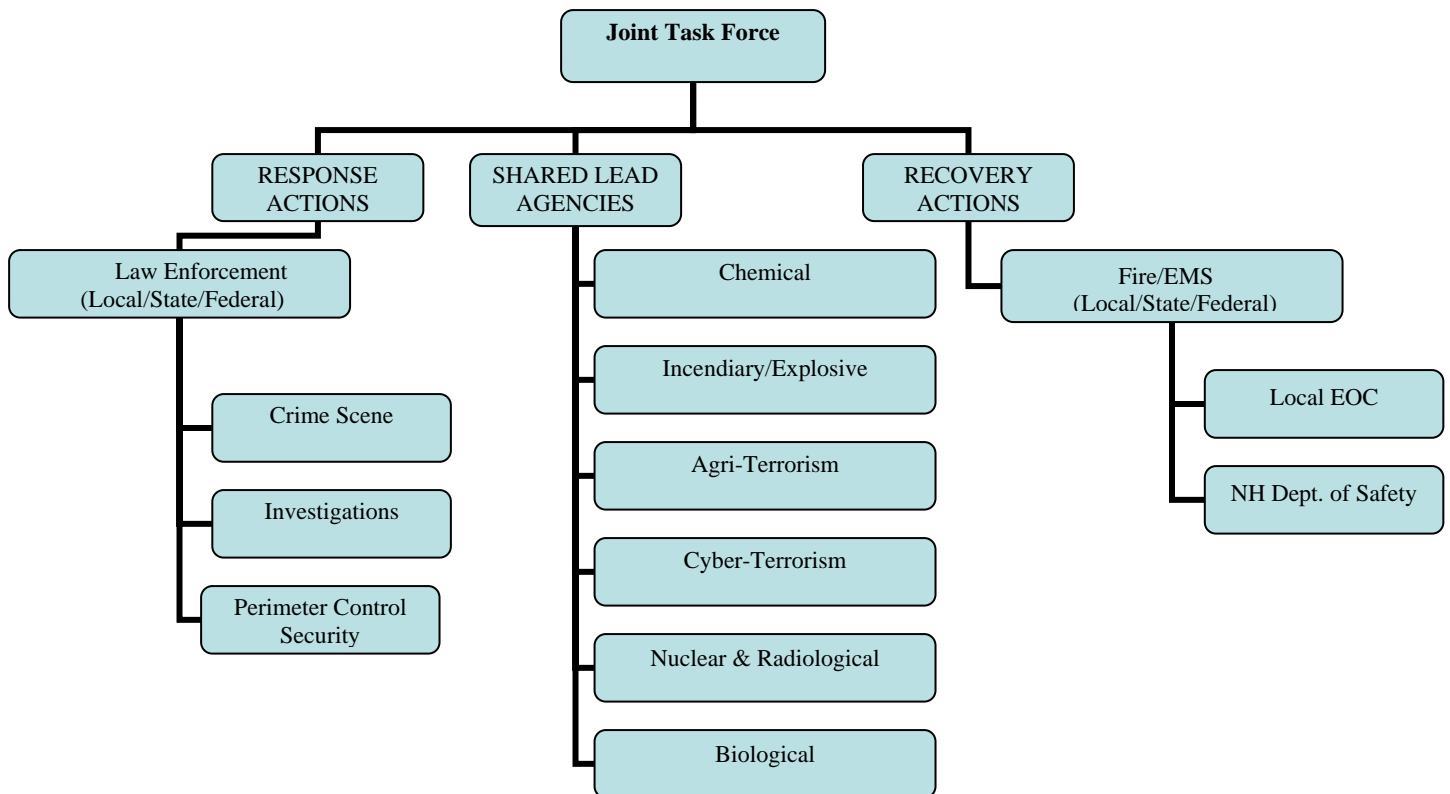 Joint Task Force
RESPONSE
ACTIONS
SHARED LEAD
AGENCIES
RECOVERY
ACTIONS
Law Enforcement
(Local/State/Federal)
Crime Scene
Investigations
Perimeter Control
Security
Chemical
Incendiary/Explosive
Agri-Terrorism
Cyber-Terrorism
Nuclear & Radiological
Biological
Fire/EMS
(Local/State/Federal)
Local EOC
NH Dept. of Safety